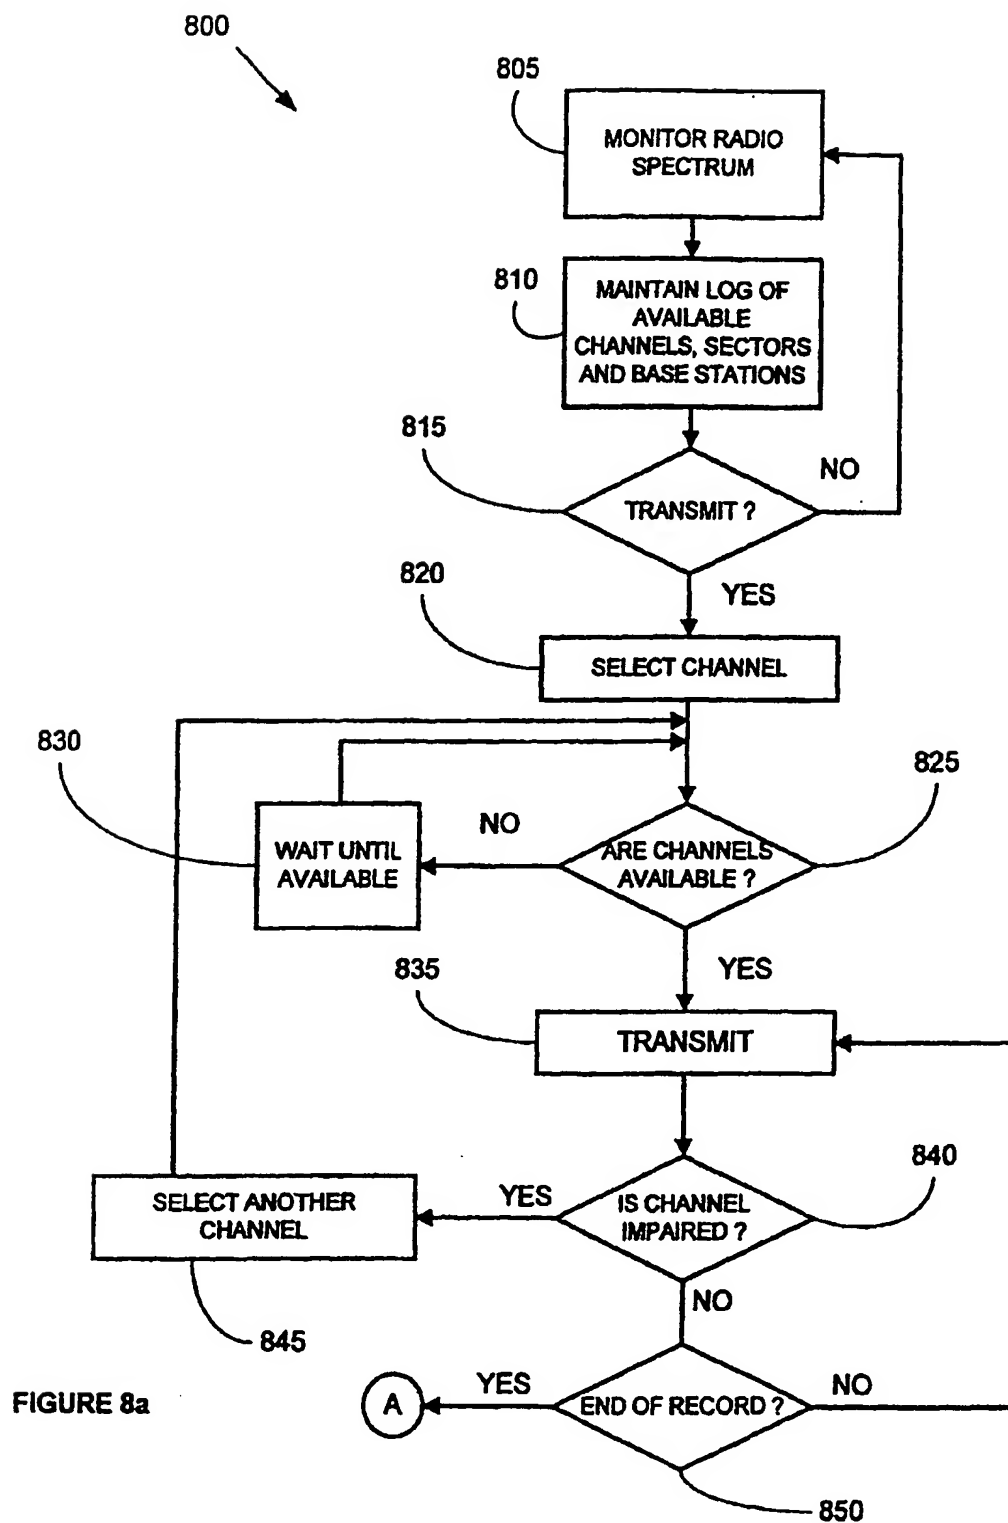 800
805
MONITOR RADIO
SPECTRUM
810
MAINTAIN LOG OF
AVAILABLE
CHANNELS, SECTORS
AND BASE STATIONS
815
NO
TRANSMIT ?
820
YES
SELECT CHANNEL
830
825
NO
WAIT UNTIL
AVAILABLE
ARE CHANNELS
AVAILABLE ?
835
YES
TRANSMIT
840
SELECT ANOTHER
CHANNEL
YES
IS CHANNEL
IMPAIRED ?
NO
845
FIGURE 8a
A
YES
END OF RECORD ?
NO
850